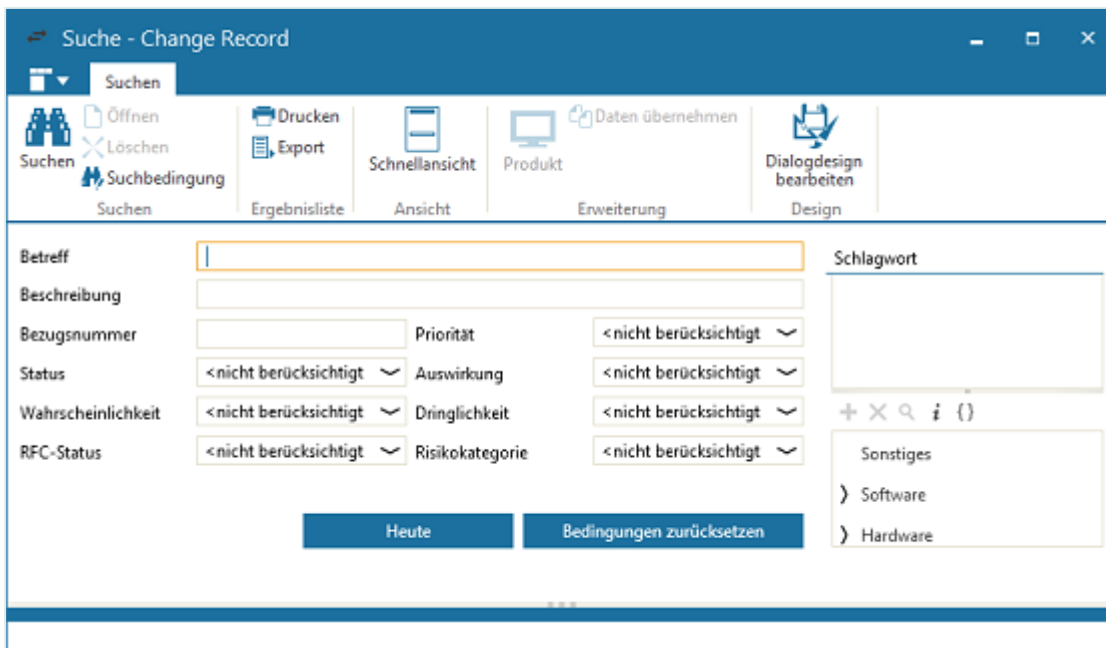 Suche - Change Record
Suchen
Suchen
Öffnen
Löschen
Suchbedingung
Suchen
Drucken
Export
Ergebnisliste
Schnellansicht
Ansicht
Produkt
Daten übernehmen
Erweiterung
Dialogdesign
bearbeiten
Design
Betreff
Beschreibung
Bezugsnummer
Priorität <nicht berücksichtigt
Status <nicht berücksichtigt Auswirkung <nicht berücksichtigt
Wahrscheinlichkeit <nicht berücksichtigt Dringlichkeit <nicht berücksichtigt
RFC-Status <nicht berücksichtigt Risikokategorie <nicht berücksichtigt
Heute Bedingungen zurücksetzen
Schlagwort
i {}
Sonstiges
Software
Hardware